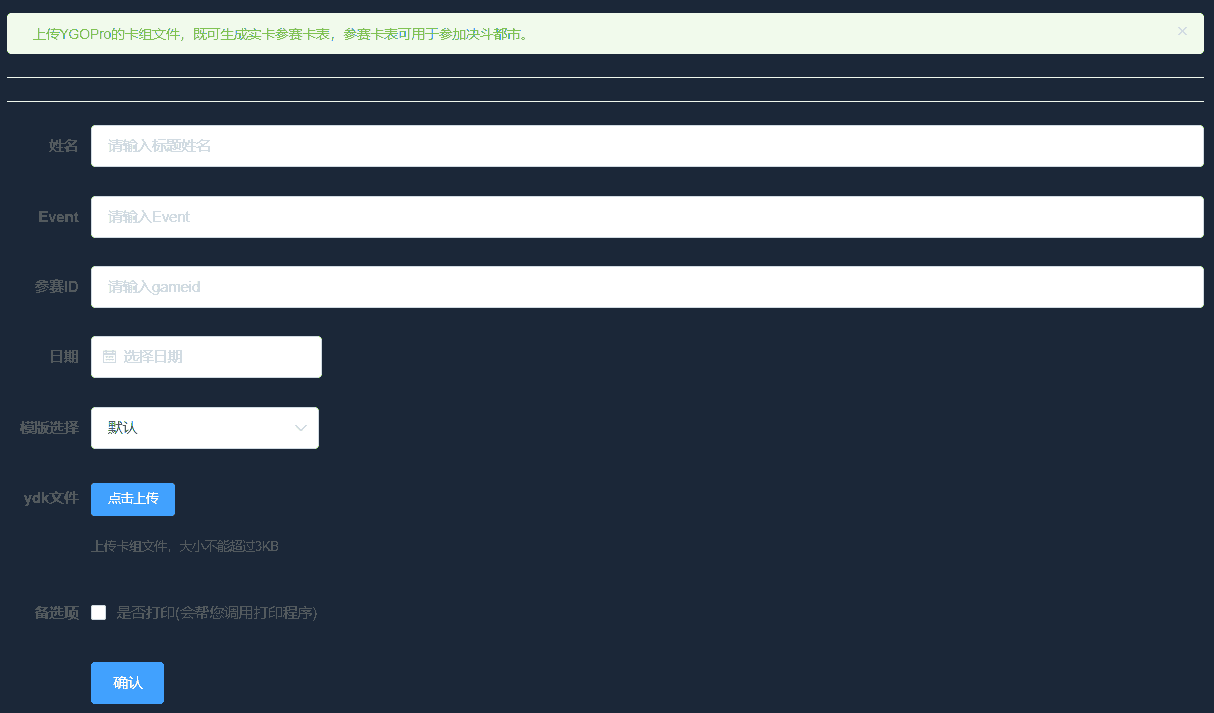 上传YGOPro的卡组文件，既可生成实卡参赛卡表，参赛卡表可用于参加决斗都市。
姓名 请输入标题姓名
Event 请输入Event
参赛ID 请输入gameid
日期 选择日期
模版选择 默认
ydk文件 点击上传
上传卡组文件，大小不能超过3KB
备选项 是否打印(会帮您调用打印程序)
确认